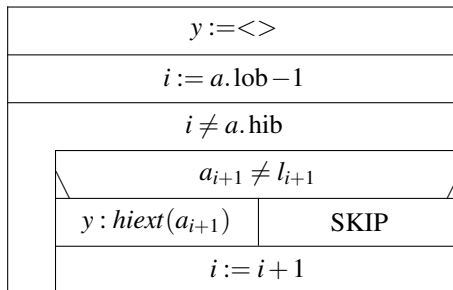 y := <>
i := a.lob − 1
i ≠ a.hib
a_{i+1} ≠ l_{i+1}
y : hiext(a_{i+1}) SKIP
i := i + 1